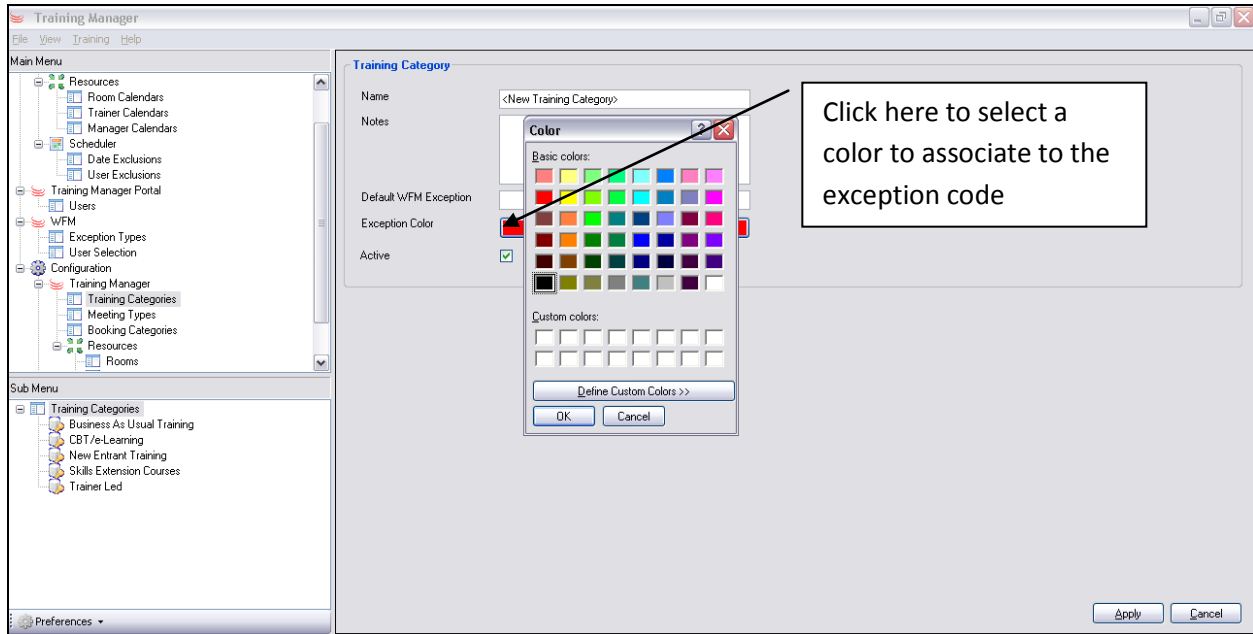 Training Manager
File View Training Help
Main Menu
Resources
Room Calendars
Trainer Calendars
Manager Calendars
Scheduler
Date Exclusions
User Exclusions
Training Manager Portal
Users
WFM
Exception Types
User Selection
Configuration
Training Manager
Training Categories
Meeting Types
Booking Categories
Resources
Rooms
Sub Menu
Training Categories
Business As Usual Training
CBT/e-Learning
New Entrant Training
Skills Extension Courses
Trainer Led
Preferences
Training Category
Name
<New Training Category>
Notes
Default WFM Exception
Exception Color
Active
Color
Basic colors:
Custom colors:
Define Custom Colors >>
OK Cancel
Click here to select a
color to associate to the
exception code
Apply Cancel